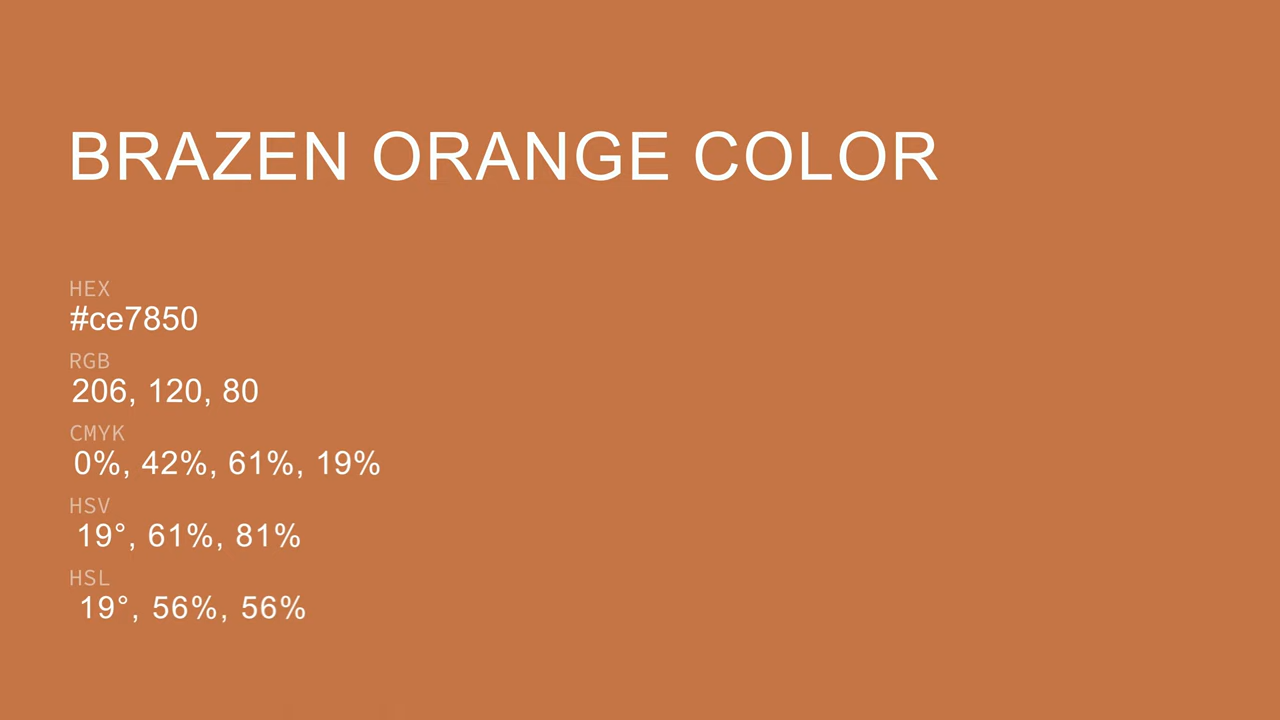 BRAZEN ORANGE COLOR
HEX
#ce7850
RGB
206, 120, 80
CMYK
0%, 42%, 61%, 19%
HSV
19°, 61%, 81%
HSL
19°, 56%, 56%